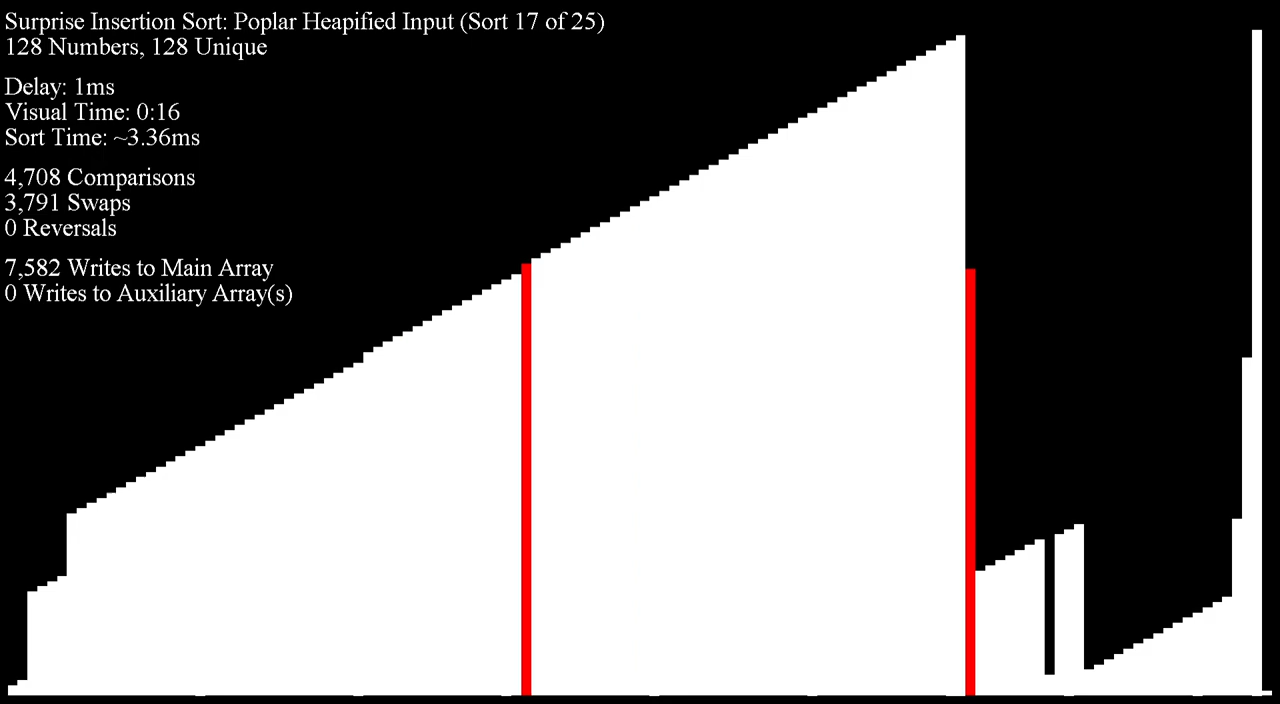 Surprise Insertion Sort: Poplar Heapified Input (Sort 17 of 25)
128 Numbers, 128 Unique
Delay: 1ms
Visual Time: 0:16
Sort Time: ~3.36ms
4,708 Comparisons
3,791 Swaps
0 Reversals
7,582 Writes to Main Array
0 Writes to Auxiliary Array(s)